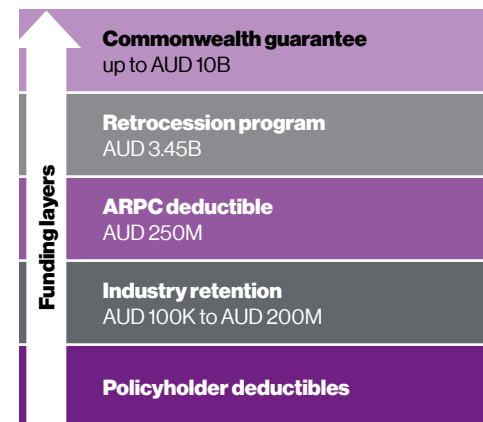 Commonwealth guarantee
up to AUD 10B
Retrocession program
AUD 3.45B
ARPC deductible
AUD 250M
Industry retention
AUD 100K to AUD 200M
Policyholder deductibles
Funding layers